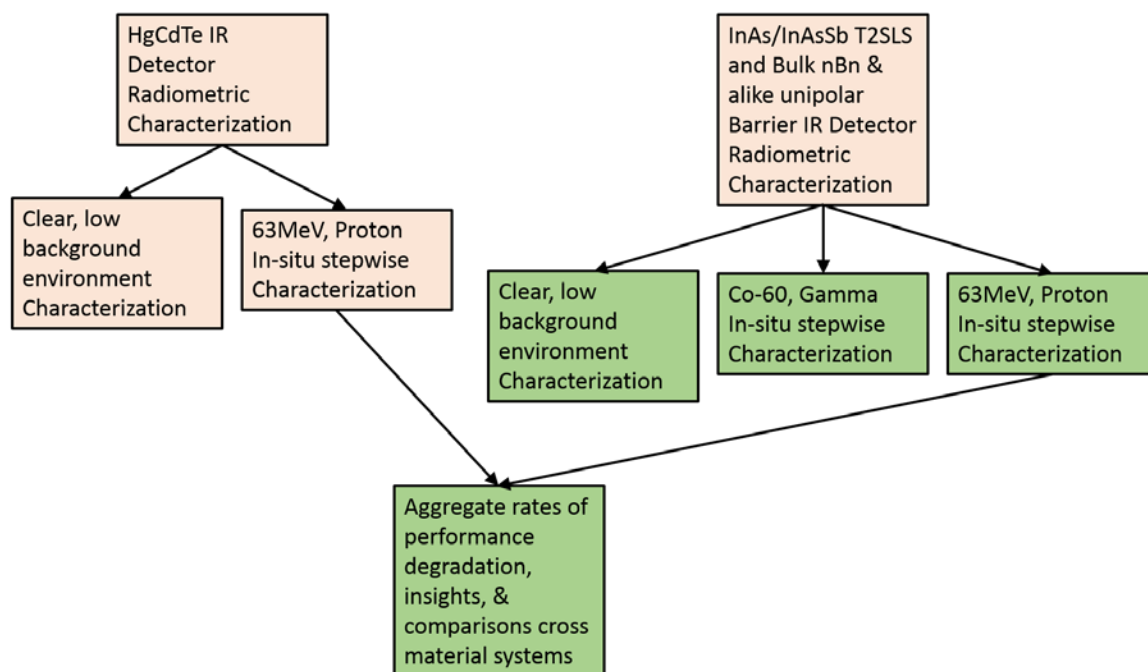 HgCdTe IR
Detector
Radiometric
Characterization
InAs/InAsSb T2SLS
and Bulk nBn &
alike unipolar
Barrier IR Detector
Radiometric
Characterization
Clear, low
background
environment
Characterization
63MeV, Proton
In-situ stepwise
Characterization
Clear, low
background
environment
Characterization
Co-60, Gamma
In-situ stepwise
Characterization
63MeV, Proton
In-situ stepwise
Characterization
Aggregate rates of
performance
degradation,
insights, &
comparisons cross
material systems